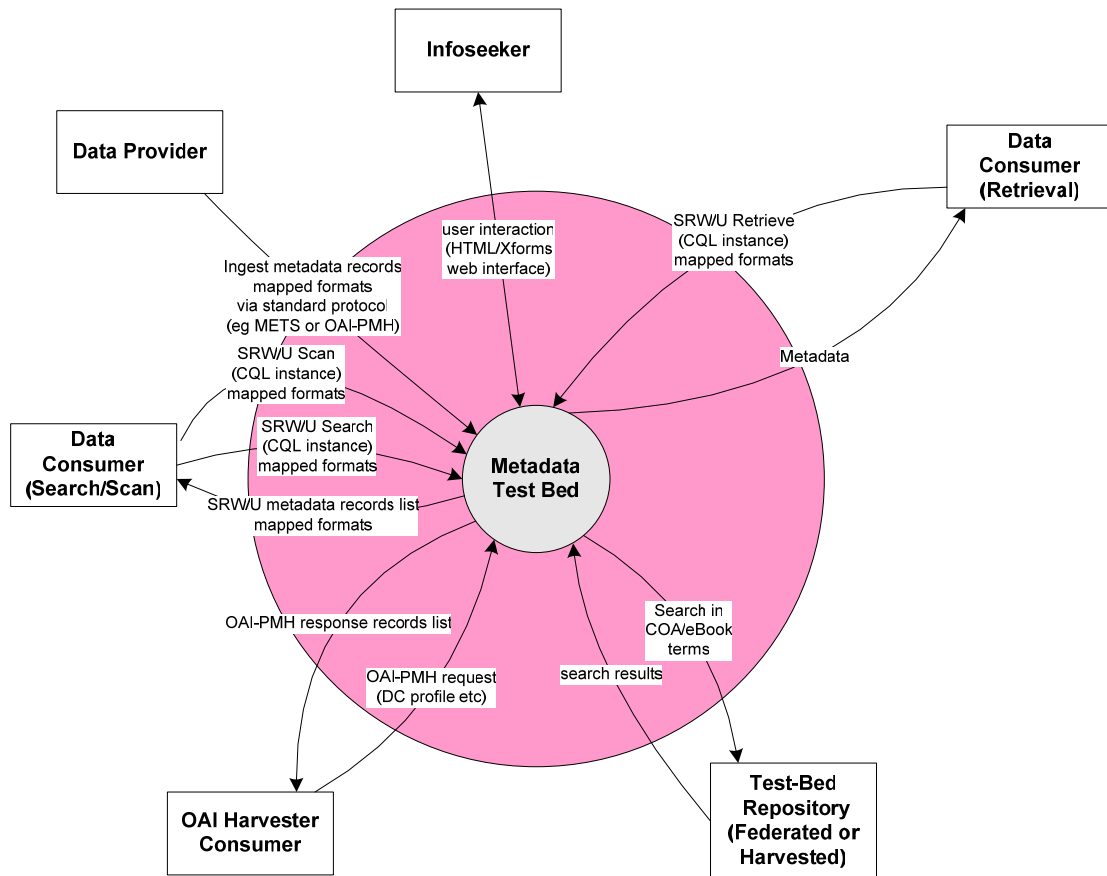 Infoseeker
Data Provider
Data
Consumer
(Retrieval)
user interaction
(HTML/Xforms
web interface)
SRW/U Retrieve
(CQL instance)
mapped formats
Ingest metadata records
mapped formats
via standard protocol
(eg METS or OAI-PMH)
SRW/U Scan
(CQL instance)
mapped formats
Metadata
Data
Consumer
(Search/Scan)
SRW/U Search
(CQL instance)
mapped formats
Metadata
Test Bed
SRW/U metadata records list
mapped formats
OAI-PMH response records list
Search in
COA/eBook
terms
OAI-PMH request
(DC profile etc)
search results
OAI Harvester
Consumer
Test-Bed
Repository
(Federated or
Harvested)